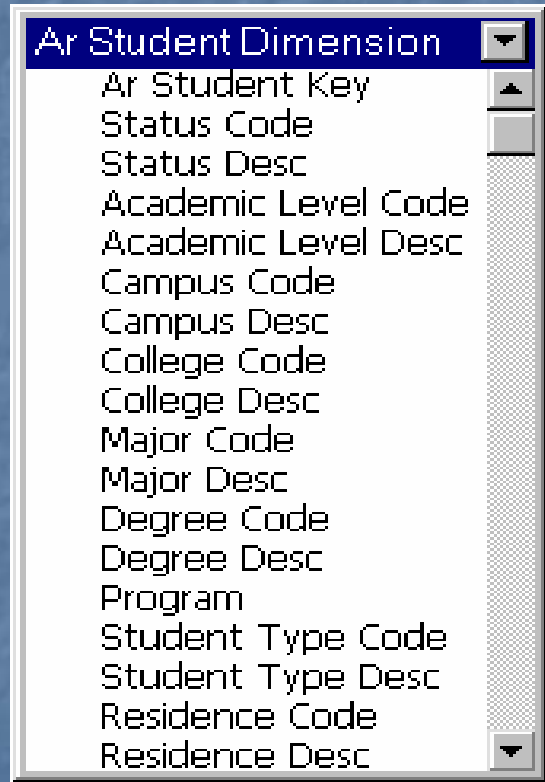 Ar Student Dimension
Ar Student Key
Status Code
Status Desc
Academic Level Code
Academic Level Desc
Campus Code
Campus Desc
College Code
College Desc
Major Code
Major Desc
Degree Code
Degree Desc
Program
Student Type Code
Student Type Desc
Residence Code
Residence Desc